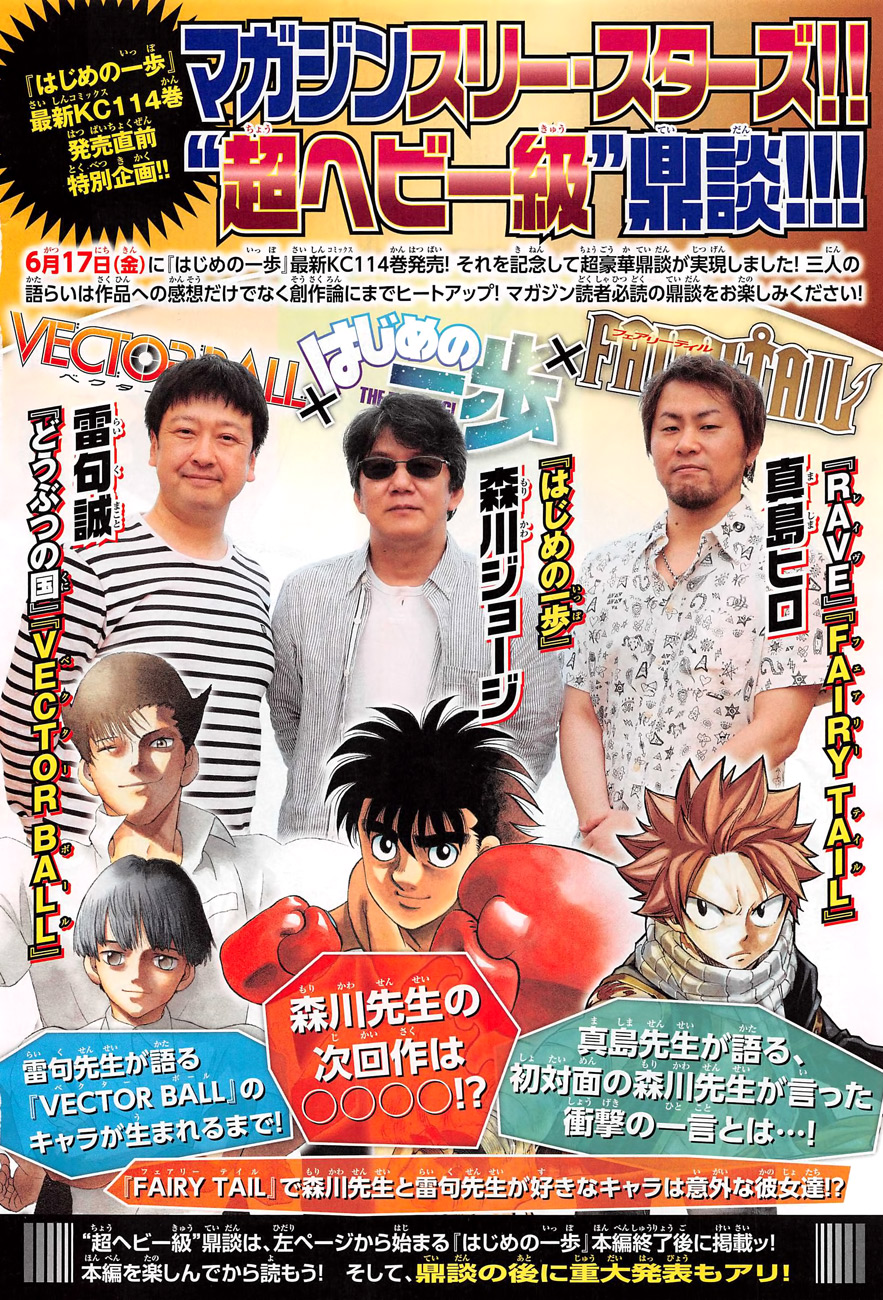 『はじめの一歩』
最新KC114巻
発売直前
特別企画!!
マガジンスリー・スターズ!!
“超ヘビー級”鼎談!!!
6月17日(金)に『はじめの一歩』最新KC114巻発売! それを記念して超豪華鼎談が実現しました! 三人の
語らいは作品への感想だけでなく創作論にまでヒートアップ! マガジン読者必読の鼎談をお楽しみください!
VECTOR BALL
×
はじめの一歩
×
FAIRY TAIL
フェアリーテイル
雷句誠
『どうぶつの国』『VECTOR BALL』
森川ジョージ
『はじめの一歩』
真島ヒロ
『RAVE』『FAIRY TAIL』
雷句先生が語る
『VECTOR BALL』の
キャラが生まれるまで!
森川先生の
次回作は
○○○○!?
真島先生が語る、
初対面の森川先生が言った
衝撃の一言とは…!
『FAIRY TAIL』で森川先生と雷句先生が好きなキャラは意外な彼女達!?
“超ヘビー級”鼎談は、左ページから始まる『はじめの一歩』本編終了後に掲載ッ!
本編を楽しんでから読もう! そして、鼎談の後に重大発表もアリ!